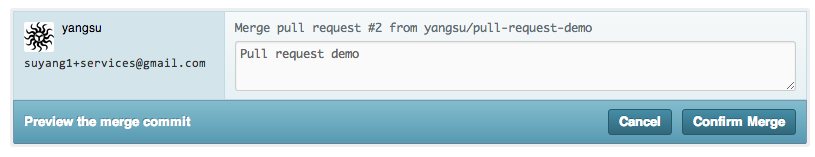 yangsu
suyang1+services@gmail.com
Merge pull request #2 from yangsu/pull-request-demo
Pull request demo
Preview the merge commit
Cancel
Confirm Merge